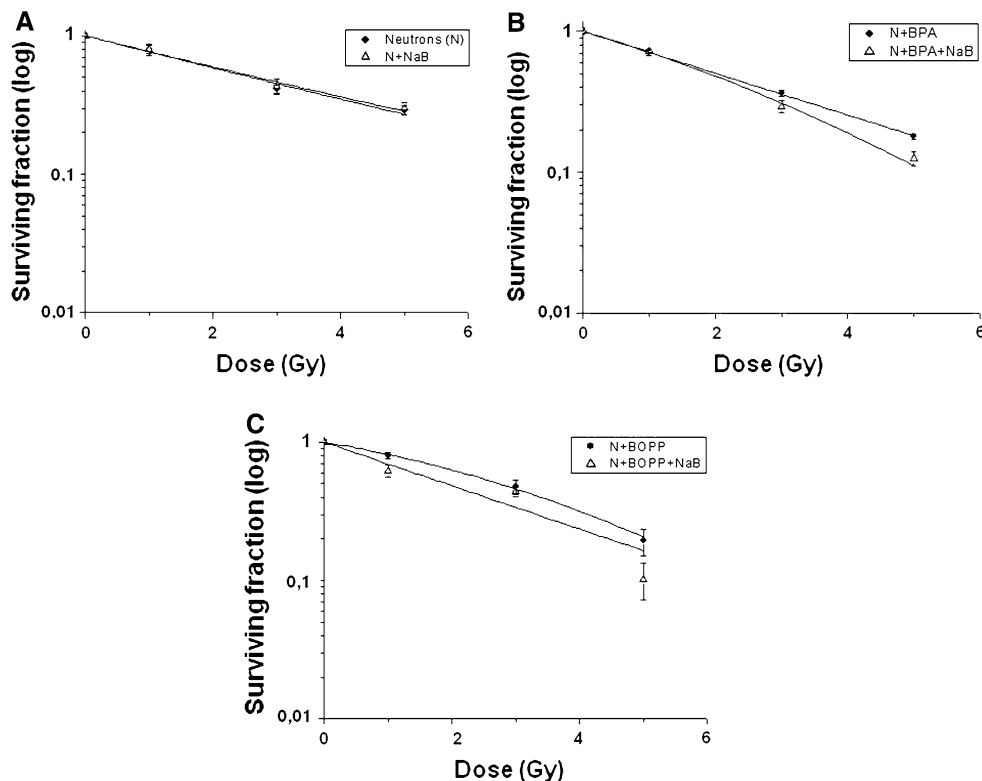 A
Surviving fraction (log)
1
0,1
0,01
0
2
4
6
Dose (Gy)
Neutrons (N)
N+NaB
B
Surviving fraction (log)
1
0,1
0,01
0
2
4
6
Dose (Gy)
N+BPA
N+BPA+NaB
C
Surviving fraction (log)
1
0,1
0,01
0
2
4
6
Dose (Gy)
N+BOPP
N+BOPP+NaB